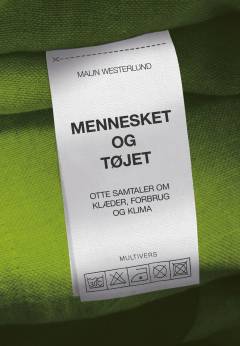 MALIN WESTERLUND
MENNESKET
OG
TØJET
OTTE SAMTALER OM
KLÆDER, FORBRUG
OG KLIMA
MULTIVERS